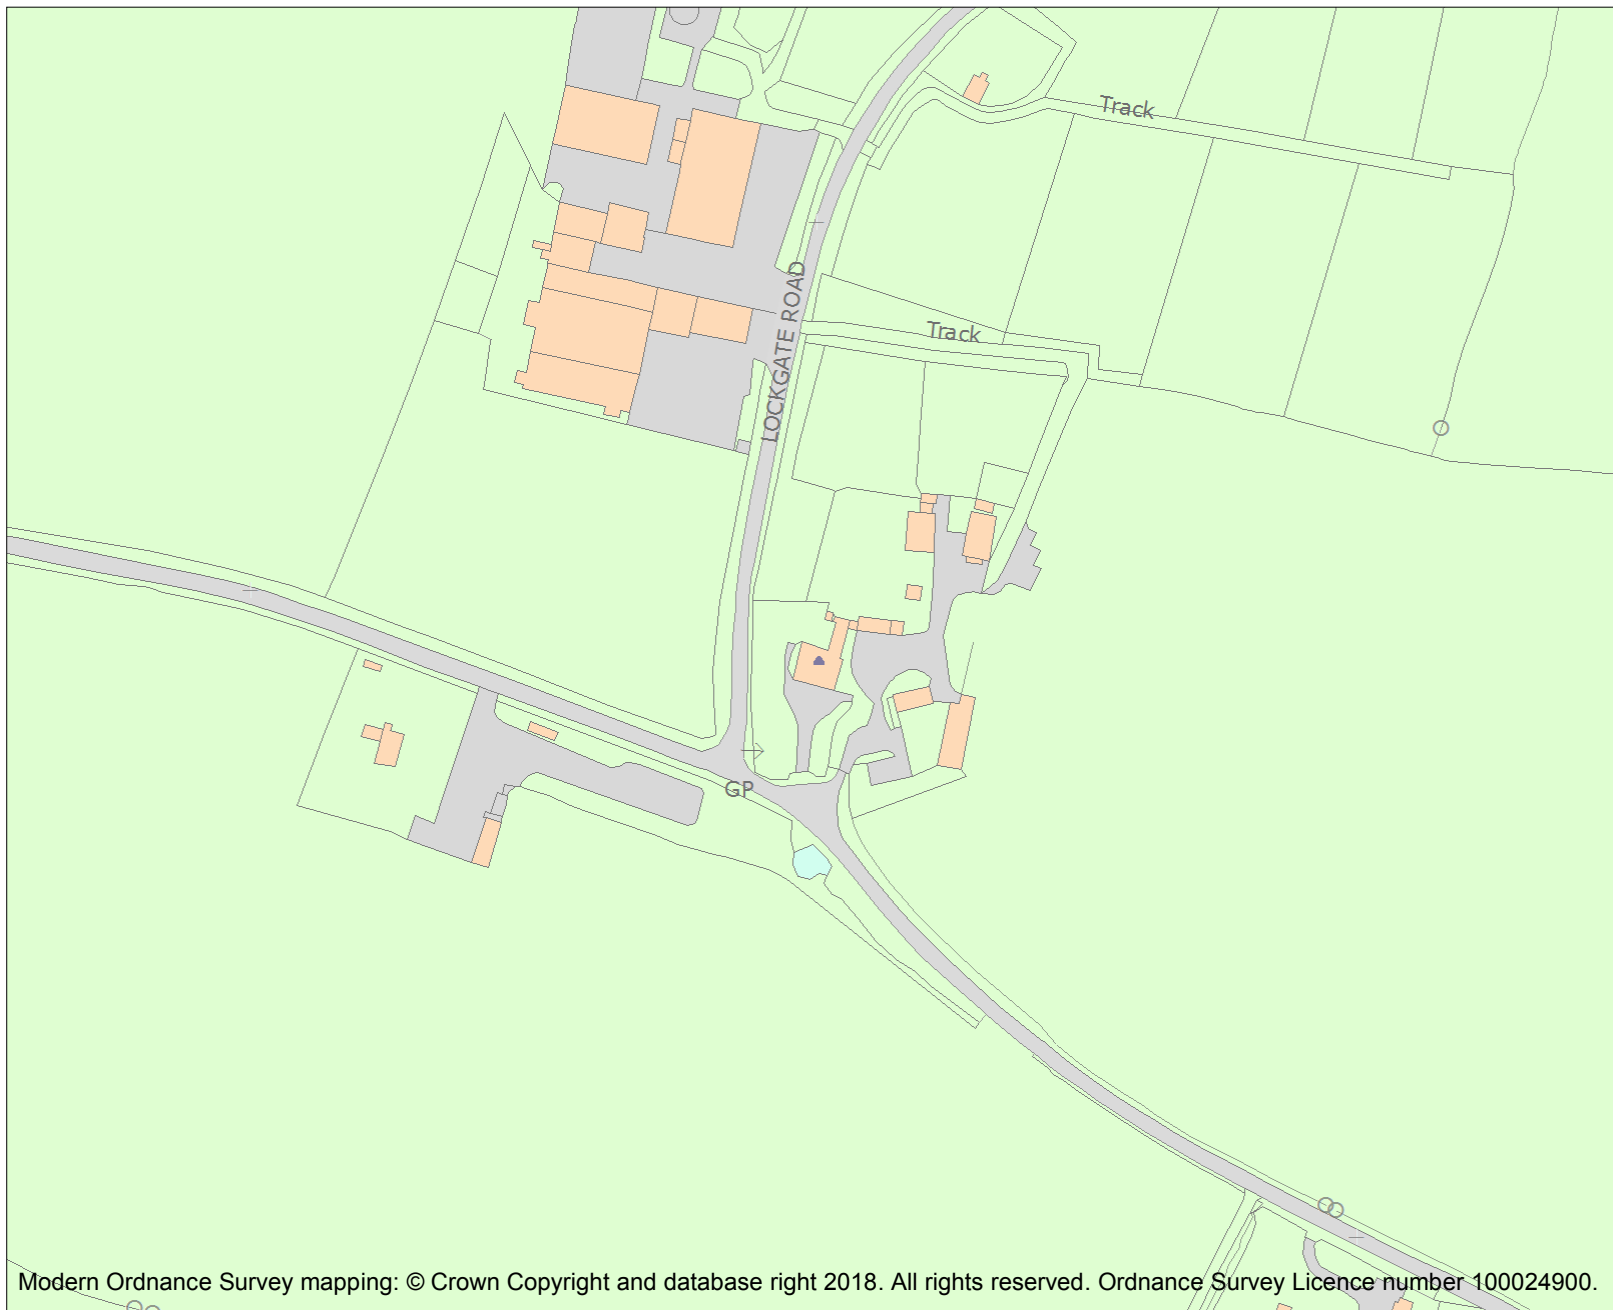 Track
Track
LOCKGATE ROAD
GP
Modern Ordnance Survey mapping: © Crown Copyright and database right 2018. All rights reserved. Ordnance Survey Licence number 100024900.